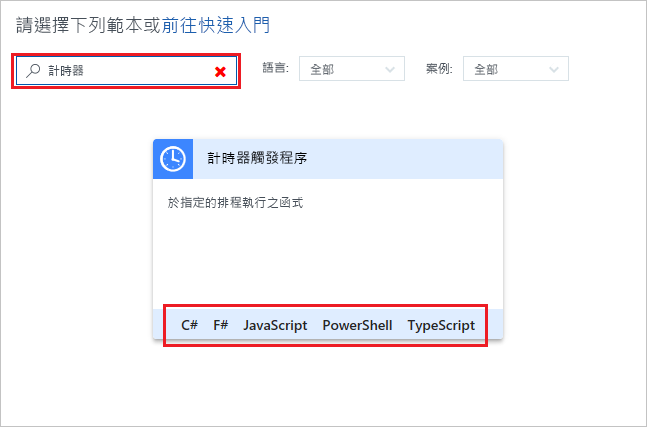 請選擇下列範本或前往快速入門
計時器
語言: 全部 案例: 全部
計時器觸發程序
於指定的排程執行之函式
C# F# JavaScript PowerShell TypeScript